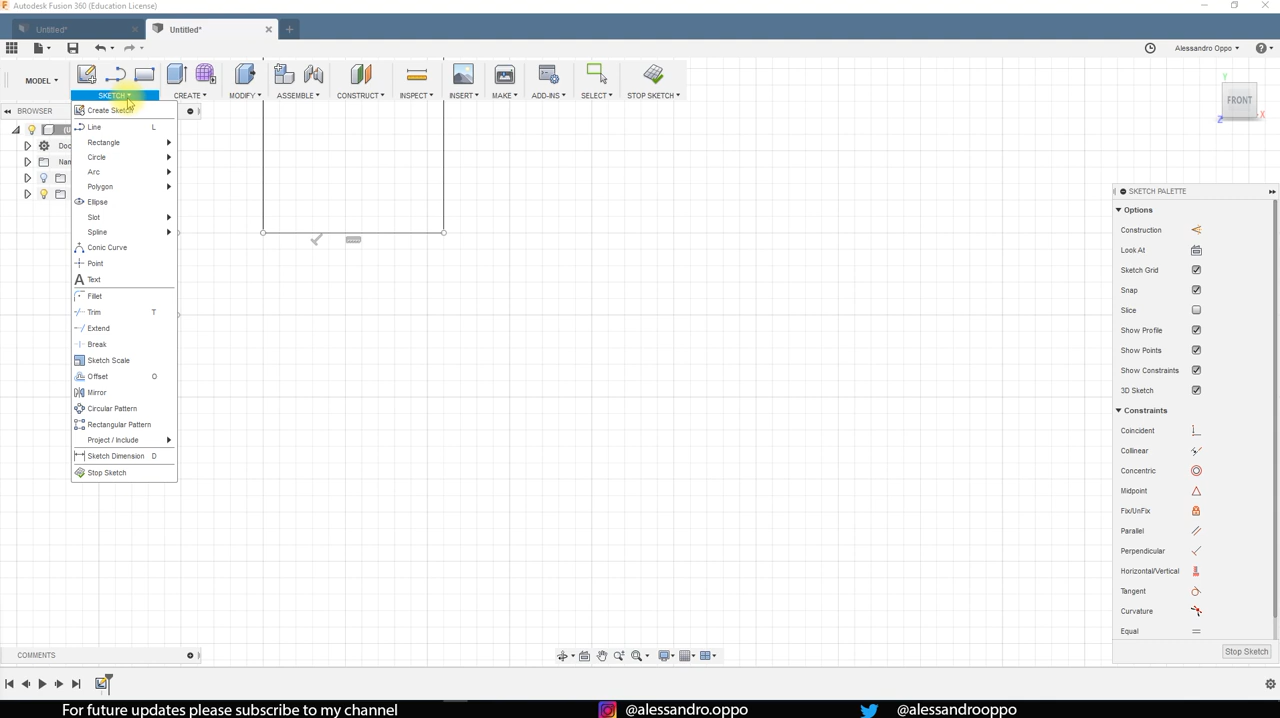 Autodesk Fusion 360 (Education License)
Untitled*
Untitled*
Alessandro Oppo
MODEL
SKETCH
CREATE
MODIFY
ASSEMBLE
CONSTRUCT
INSPECT
INSERT
MAKE
ADD-INS
SELECT
STOP SKETCH
Y
FRONT
Z
X
BROWSER
(U
Doc
Nam
Create Sketch
Line L
Rectangle
Circle
Arc
Polygon
Ellipse
Slot
Spline
Conic Curve
Point
Text
Fillet
Trim T
Extend
Break
Sketch Scale
Offset O
Mirror
Circular Pattern
Rectangular Pattern
Project / Include
Sketch Dimension D
Stop Sketch
SKETCH PALETTE
Options
Construction
Look At
Sketch Grid
Snap
Slice
Show Profile
Show Points
Show Constraints
3D Sketch
Constraints
Coincident
Collinear
Concentric
Midpoint
Fix/UnFix
Parallel
Perpendicular
Horizontal/Vertical
Tangent
Curvature
Equal
Stop Sketch
COMMENTS
For future updates please subscribe to my channel
@alessandro.oppo
@alessandrooppo